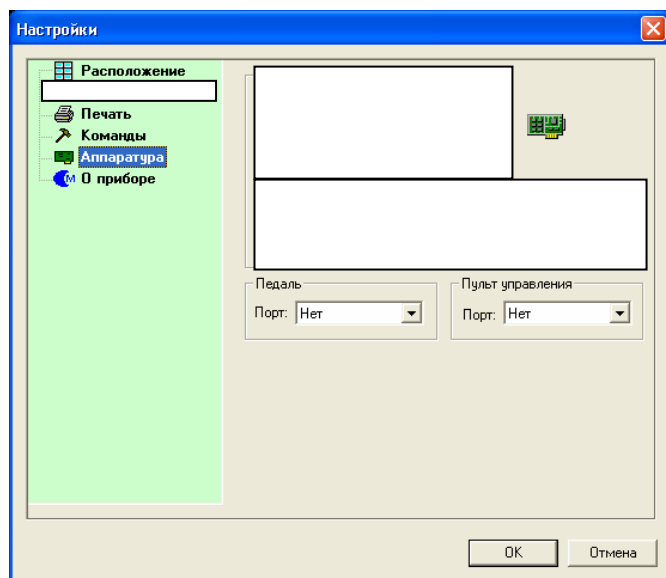 Настройки
Расположение
Печать
Команды
Аппаратура
М О приборе
Педаль
Порт: Нет
Пульт управления
Порт: Нет
OK
Отмена